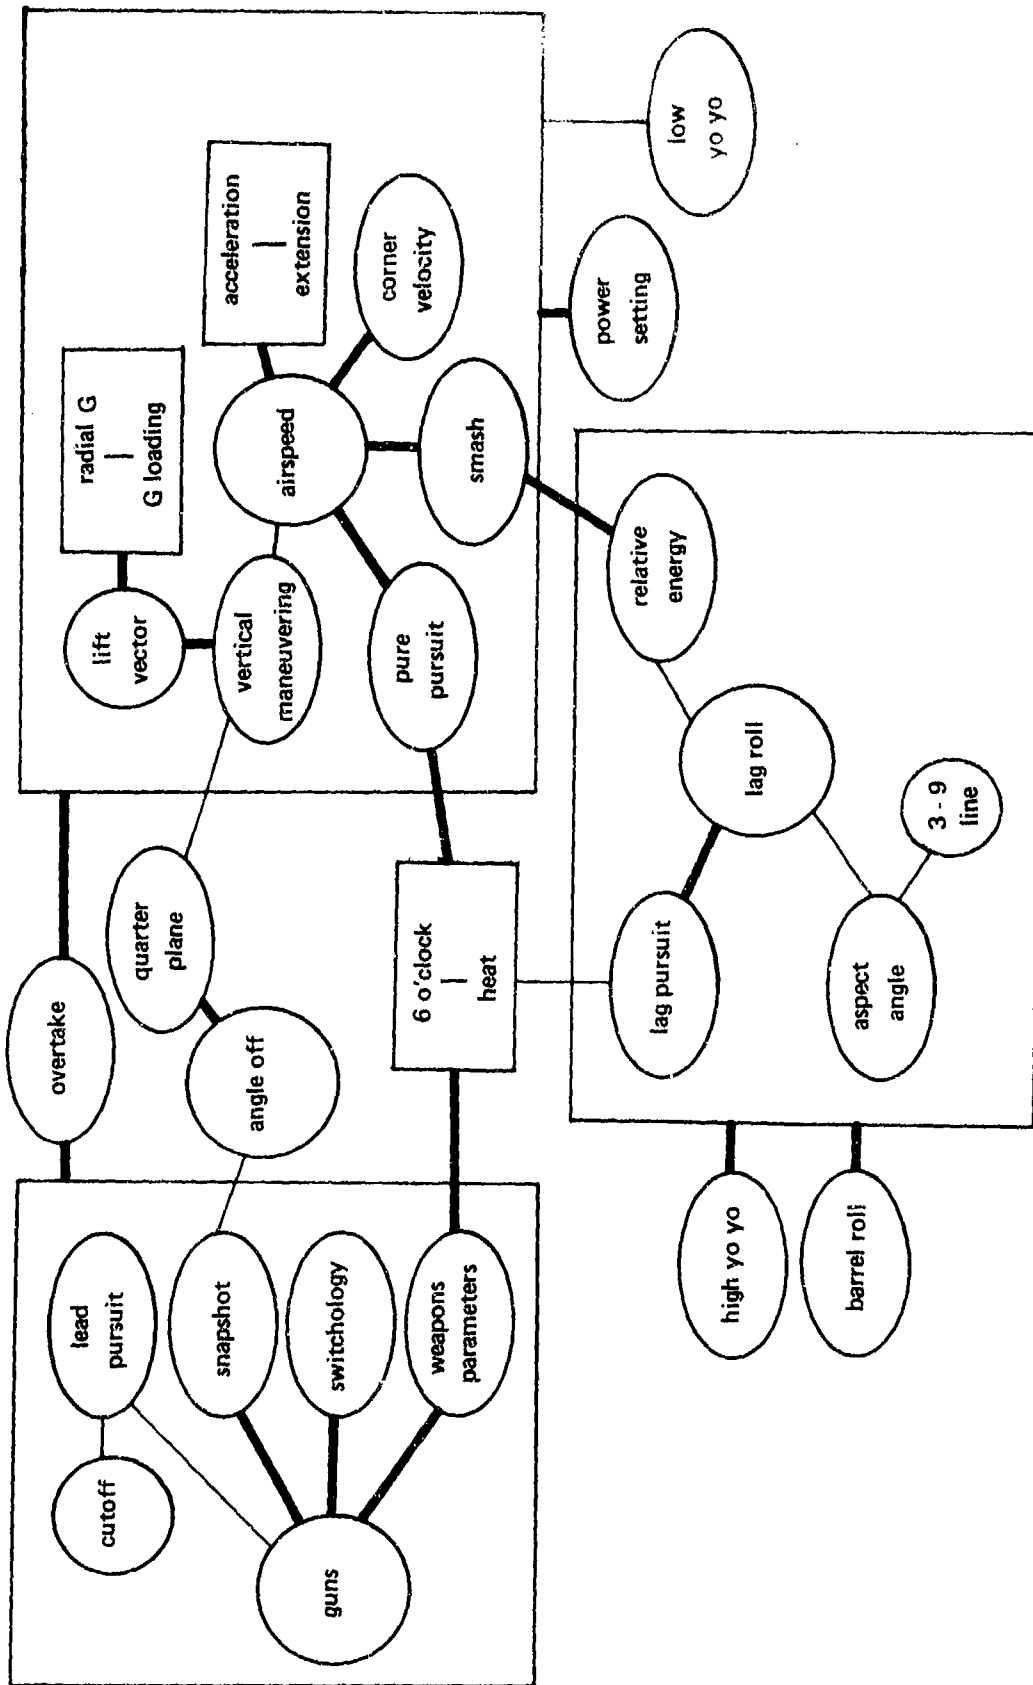 overtake
lead
pursuit
cutoff
snapshot
switchology
weapons
parameters
guns
quarter
plane
angle off
6 o'clock
heat
lift
vector
radial G
G loading
vertical
maneuvering
airspeed
acceleration
extension
pure
pursuit
smash
corner
velocity
power
setting
low
yo yo
high yo yo
barrel roll
lag pursuit
relative
energy
lag roll
aspect
angle
3 - 9
line